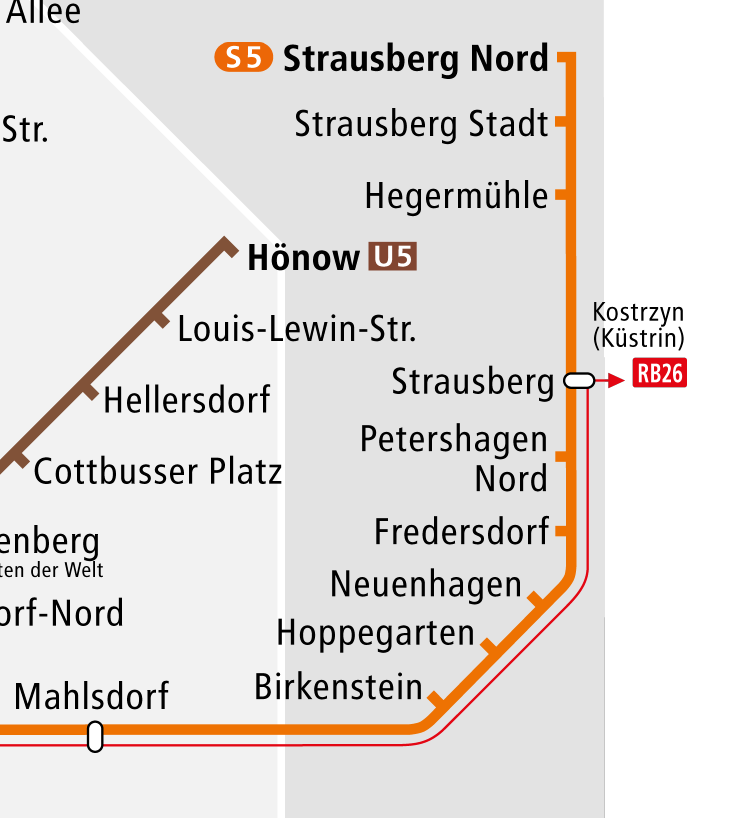 Allee
S5 Strausberg Nord
Strausberg Stadt
Str.
Hegermühle
Hönow U5
Kostrzyn
(Küstrin)
Louis-Lewin-Str.
RB26
Strausberg
Hellersdorf
Petershagen
Nord
Cottbusser Platz
Fredersdorf
enberg
ten der Welt
Neuenhagen
orf-Nord
Hoppegarten
Birkenstein
Mahlsdorf